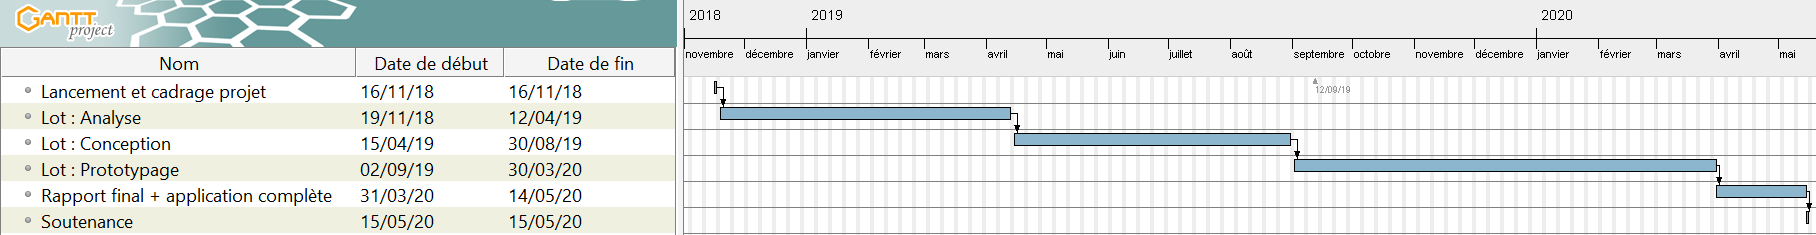 GANTT
project
2018 2019 2020
novembre décembre janvier février mars avril mai juin juillet août septembre octobre novembre décembre janvier février mars avril mai
Nom Date de début Date de fin
Lancement et cadrage projet 16/11/18 16/11/18
12/09/19
Lot : Analyse 19/11/18 12/04/19
Lot : Conception 15/04/19 30/08/19
Lot : Prototypage 02/09/19 30/03/20
Rapport final + application complète 31/03/20 14/05/20
Soutenance 15/05/20 15/05/20